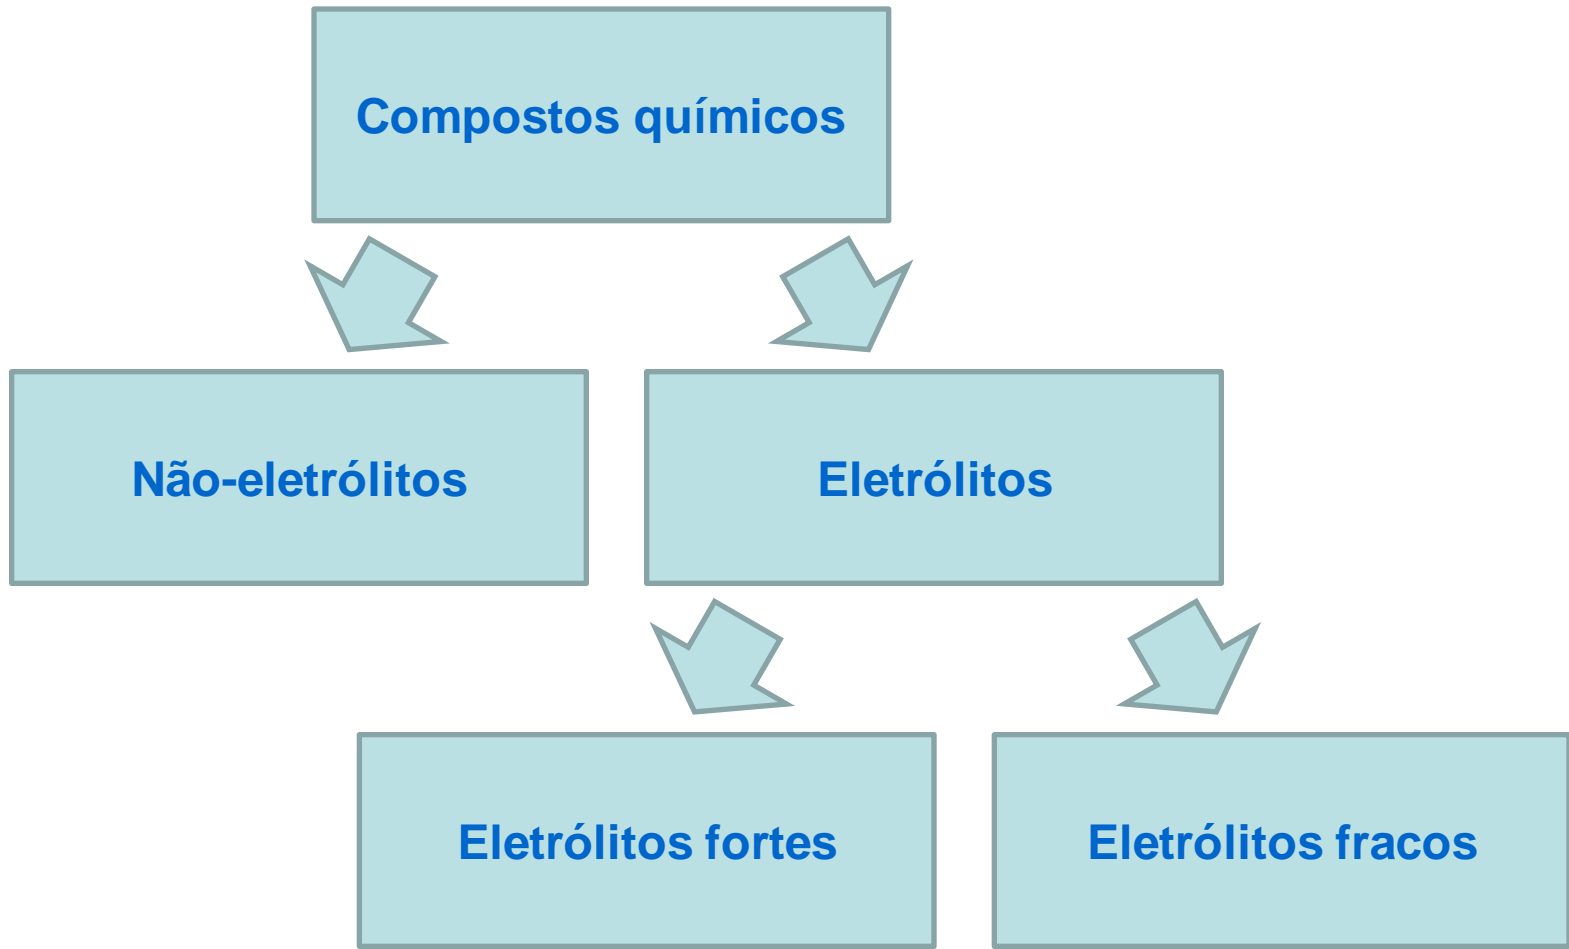 Compostos químicos
Não-eletrólitos
Eletrólitos
Eletrólitos fortes
Eletrólitos fracos